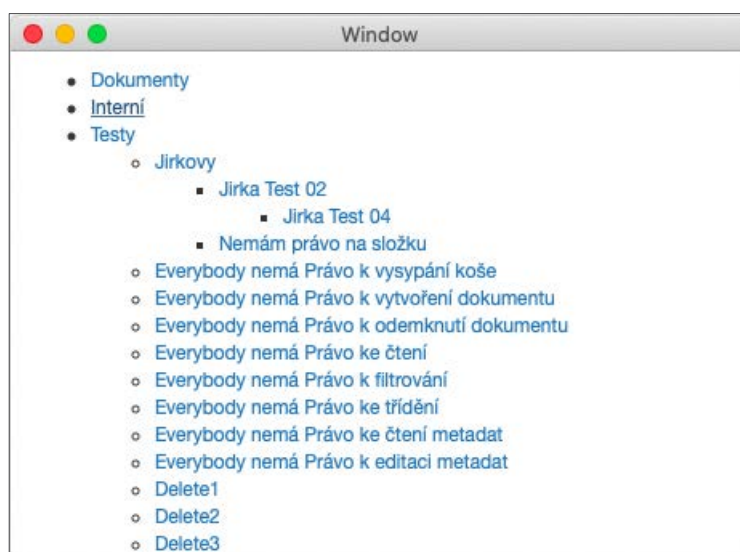 Window
Dokumenty
Interní
Testy
Jirkovy
Jirka Test 02
Jirka Test 04
Nemám právo na složku
Everybody nemá Právo k vysypání koše
Everybody nemá Právo k vytvoření dokumentu
Everybody nemá Právo k odemknutí dokumentu
Everybody nemá Právo ke čtení
Everybody nemá Právo k filtrování
Everybody nemá Právo ke třídění
Everybody nemá Právo ke čtení metadat
Everybody nemá Právo k editaci metadat
Delete1
Delete2
Delete3